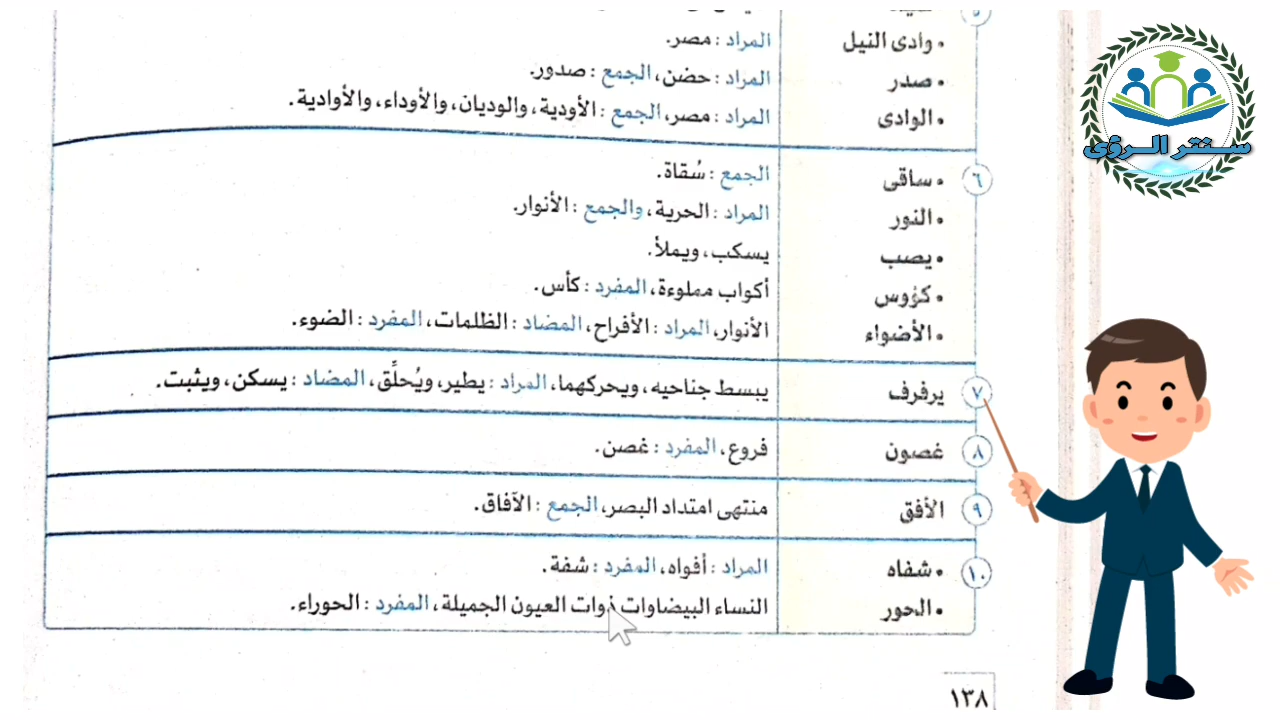 ٥
• وادى النيل المراد : مصر.
• صدر المراد : حضن، الجمع : صدور.
• الوادى المراد : مصر، الجمع : الأودية، والوديان، والأوداء، والأوادية.
٦ • ساقى الجمع : سُقاة.
• النور المراد : الحرية، والجمع : الأنوار.
• يصب يسكب، ويملأ.
• كؤوس أكواب مملوءة، المفرد : كأس.
• الأضواء الأنوار، المراد : الأفراح، المضاد : الظلمات، المفرد : الضوء.
٧ يرفرف يبسط جناحيه، ويحركهما، المراد : يطير، ويُحلِّق، المضاد : يسكن، ويثبت.
٨ غصون فروع، المفرد : غصن.
٩ الأفق منتهى امتداد البصر، الجمع : الآفاق.
١٠ • شفاه المراد : أفواه، المفرد : شفة.
• الحور النساء البيضاوات ذوات العيون الجميلة، المفرد : الحوراء.
١٣٨
سنتر الرؤى